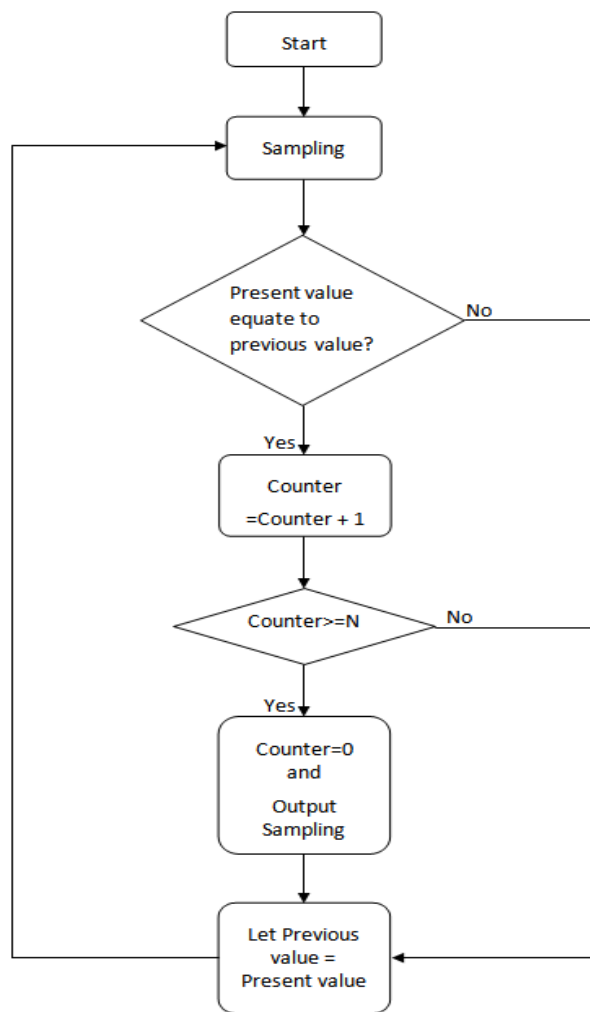 Start
Sampling
Present value
equate to
previous value?
No
Yes
Counter
=Counter + 1
Counter>=N
No
Yes
Counter=0
and
Output
Sampling
Let Previous
value =
Present value